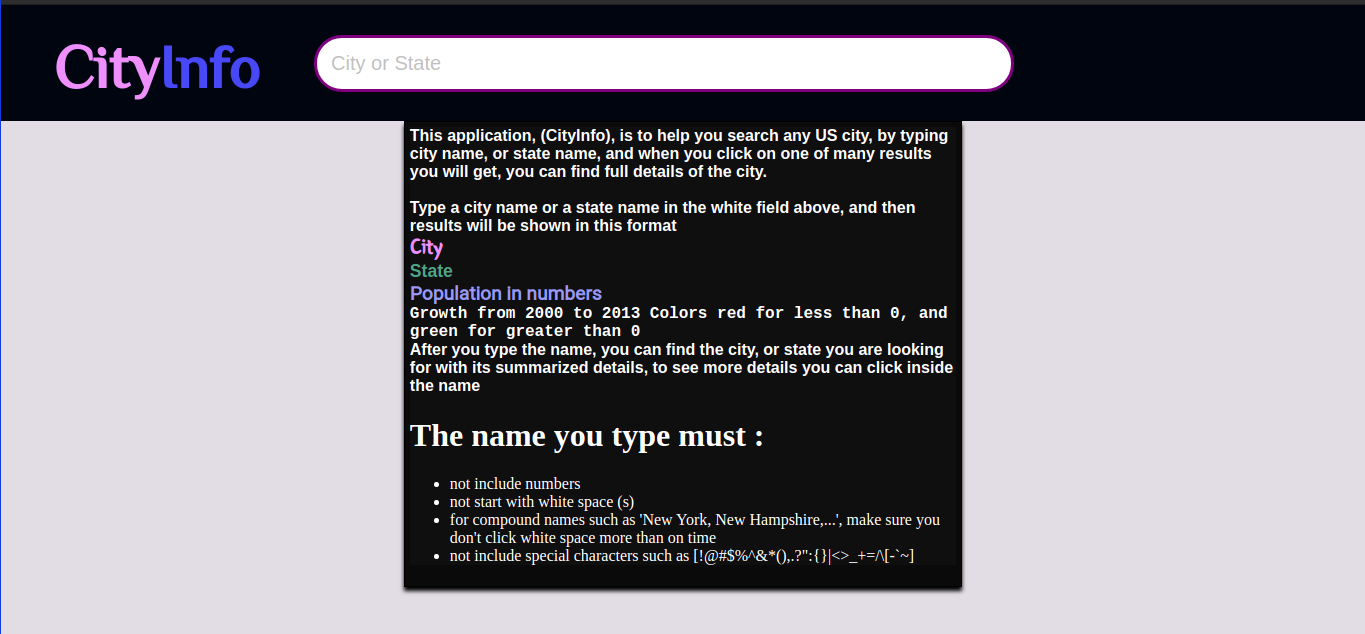 CityInfo
City or State
This application, (CityInfo), is to help you search any US city, by typing
city name, or state name, and when you click on one of many results
you will get, you can find full details of the city.
Type a city name or a state name in the white field above, and then
results will be shown in this format
City
State
Population in numbers
Growth from 2000 to 2013 Colors red for less than 0, and
green for greater than 0
After you type the name, you can find the city, or state you are looking
for with its summarized details, to see more details you can click inside
the name
The name you type must :
• not include numbers
• not start with white space (s)
• for compound names such as 'New York, New Hampshire,...', make sure you
don't click white space more than on time
• not include special characters such as [!@#$%^&*(),.?":{}|<>_+=/\[-`~]